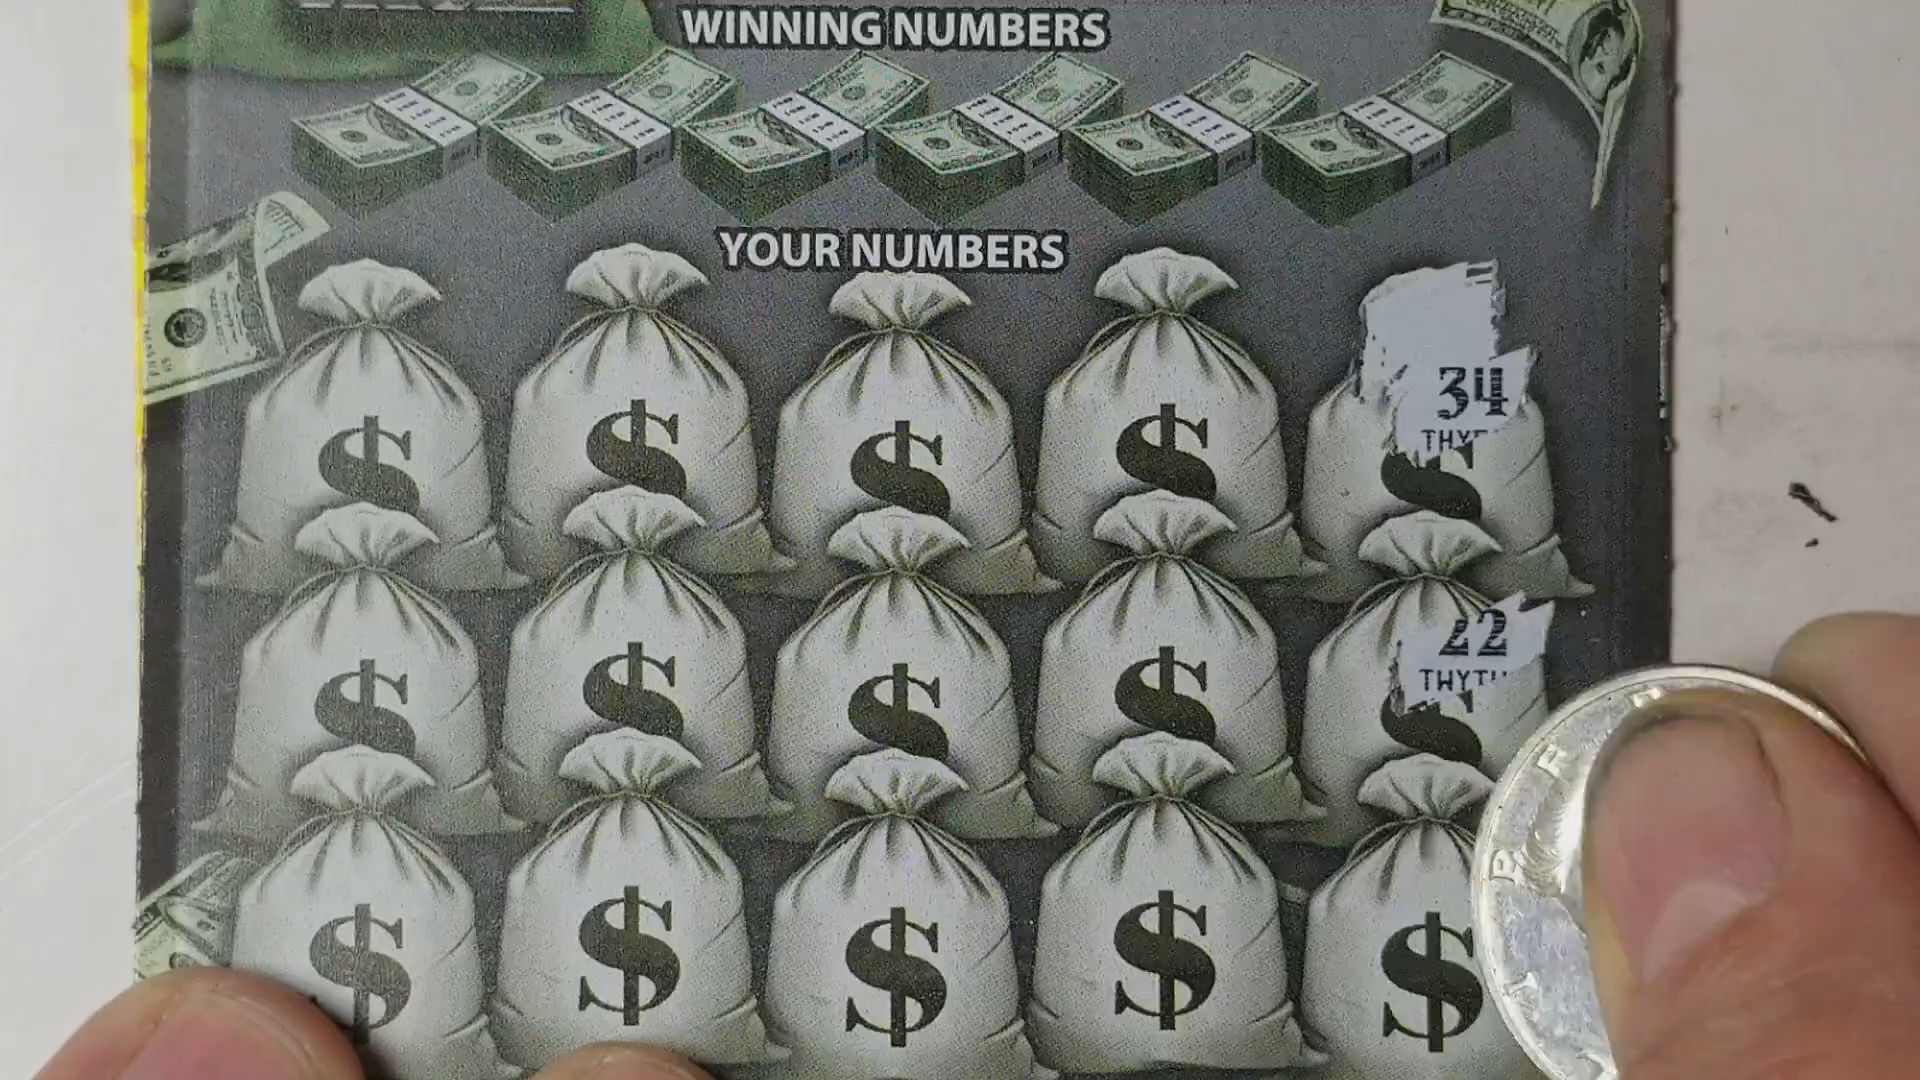 WINNING NUMBERS
YOUR NUMBERS
$ $ $ $
34
$
$ $ $ $
22
$
$ $ $ $ $